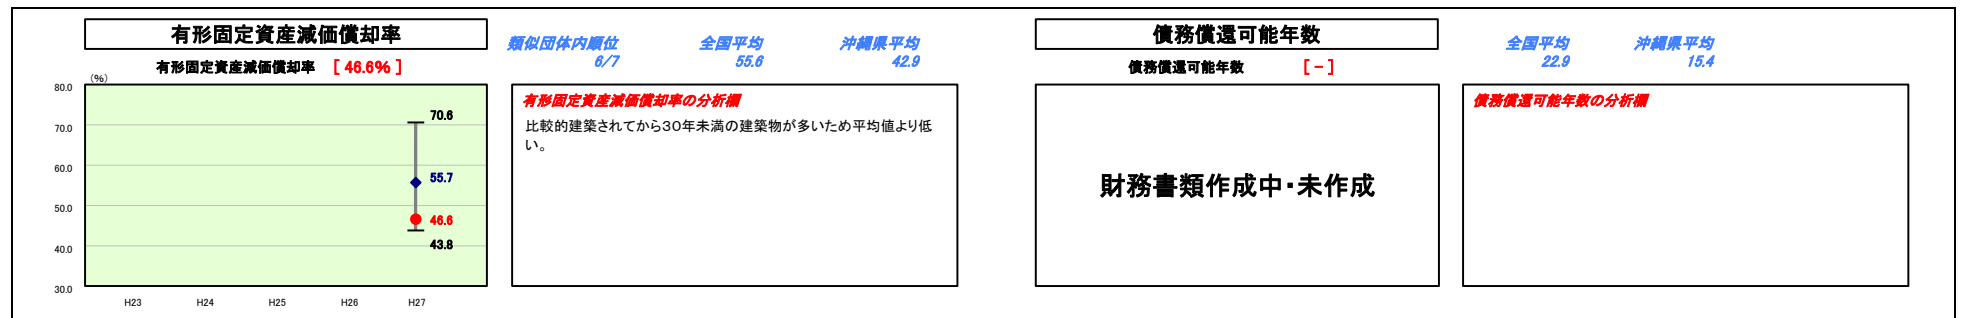 有形固定資産減価償却率
有形固定資産減価償却率 [ 46.6% ]
類似団体内順位 全国平均 沖縄県平均
6/7 55.6 42.9
(%)
80.0
70.0
60.0
50.0
40.0
30.0
70.6
55.7
46.6
43.8
H23 H24 H25 H26 H27
有形固定資産減価償却率の分析欄
比較的建築されてから30年未満の建築物が多いため平均値より低
い。
債務償還可能年数
債務償還可能年数 [ - ]
全国平均 沖縄県平均
22.9 15.4
財務書類作成中・未作成
債務償還可能年数の分析欄